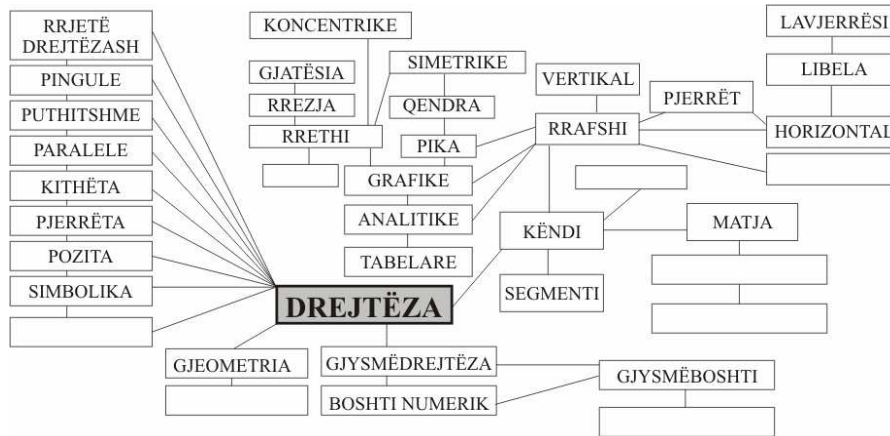 RRJETË
DREJTËZASH
PINGULE
PUTHITSHME
PARALELE
KITHËTA
PJERRËTA
POZITA
SIMBOLIKA
KONCENTRIKE
GJATËSIA
RREZJA
RRETHI
SIMETRIKE
QENDRA
PIKA
GRAFIKE
ANALITIKE
TABELARE
VERTIKAL
RRAFSHI
PJERRËT
LAVJERRËSI
LIBELA
HORIZONTAL
KËNDI
SEGMENTI
MATJA
DREJTËZA
GJEOMETRIA
GJYSMËDREJTËZA
BOSHTI NUMERIK
GJYSMËBOSHTI